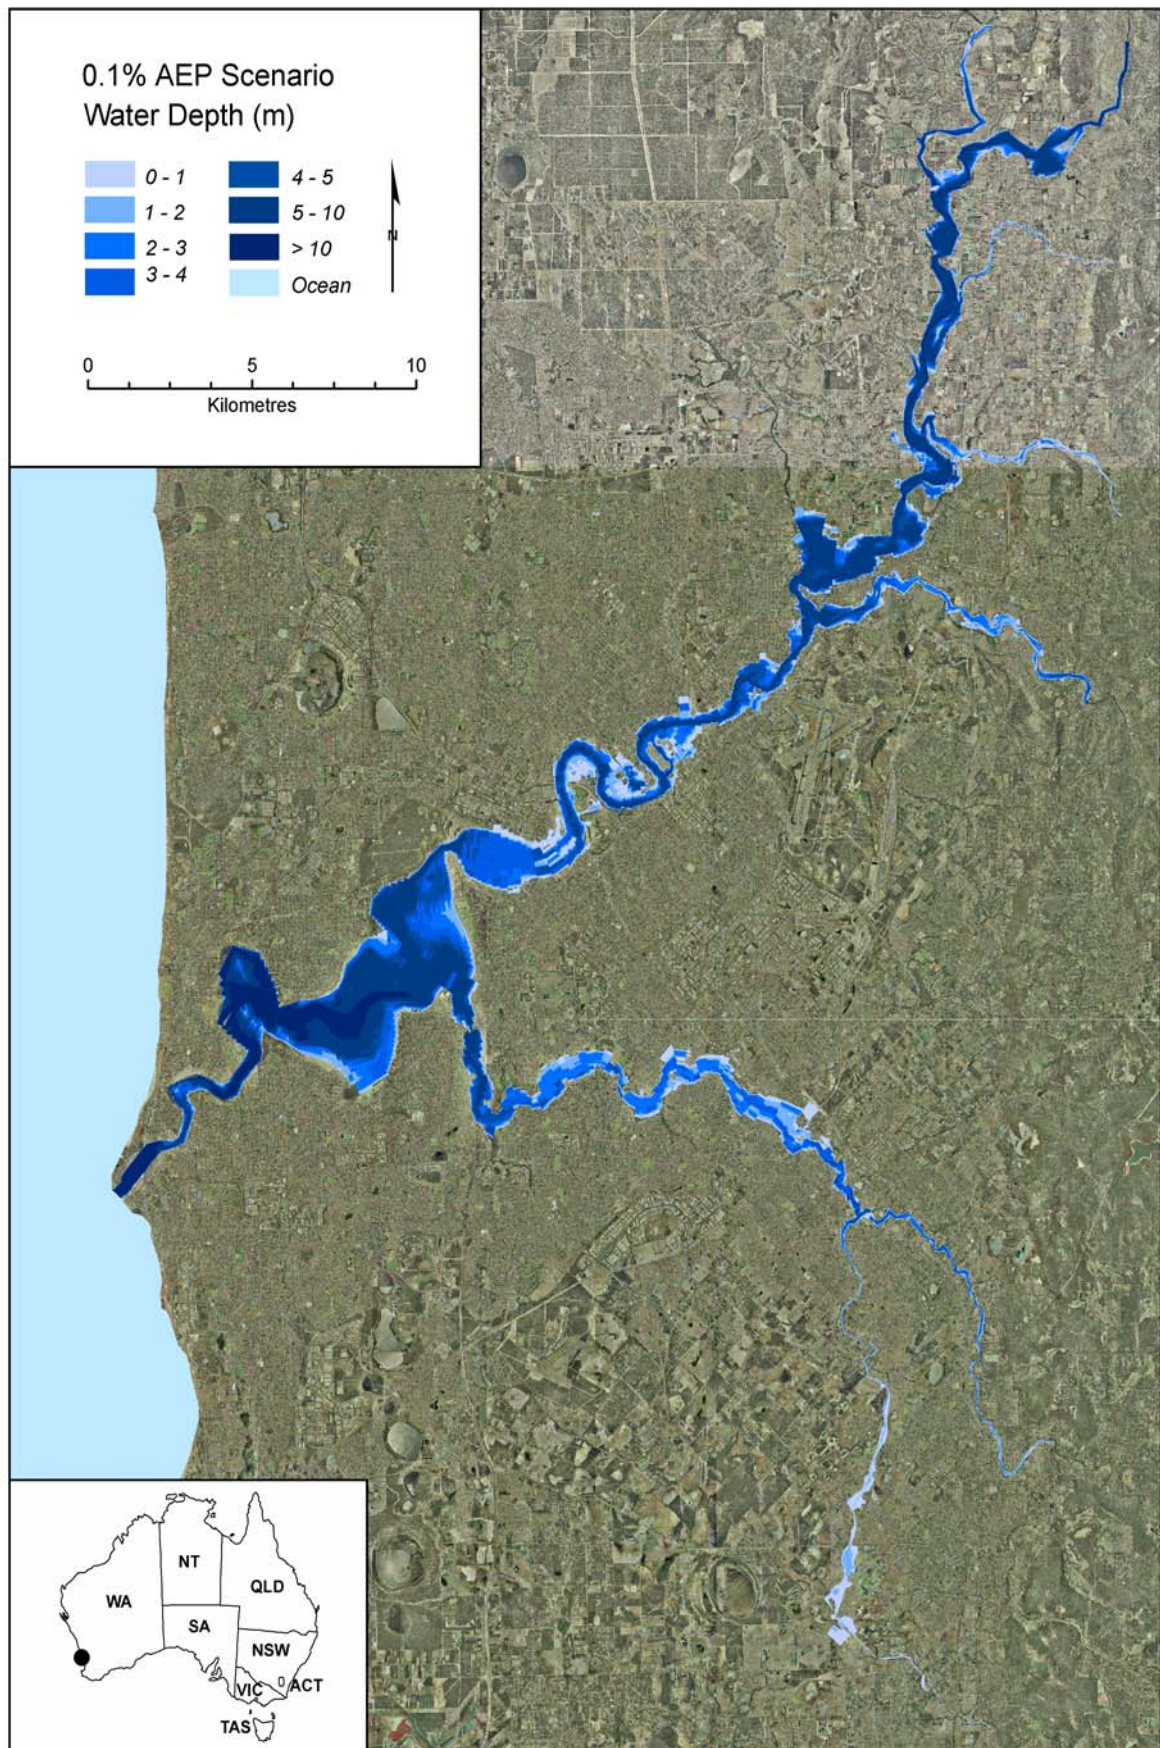 0.1% AEP Scenario
Water Depth (m)
0 - 1
1 - 2
2 - 3
3 - 4
4 - 5
5 - 10
> 10
Ocean
N
0 5 10
Kilometres
WA
NT
QLD
SA
NSW
ACT
VIC
TAS